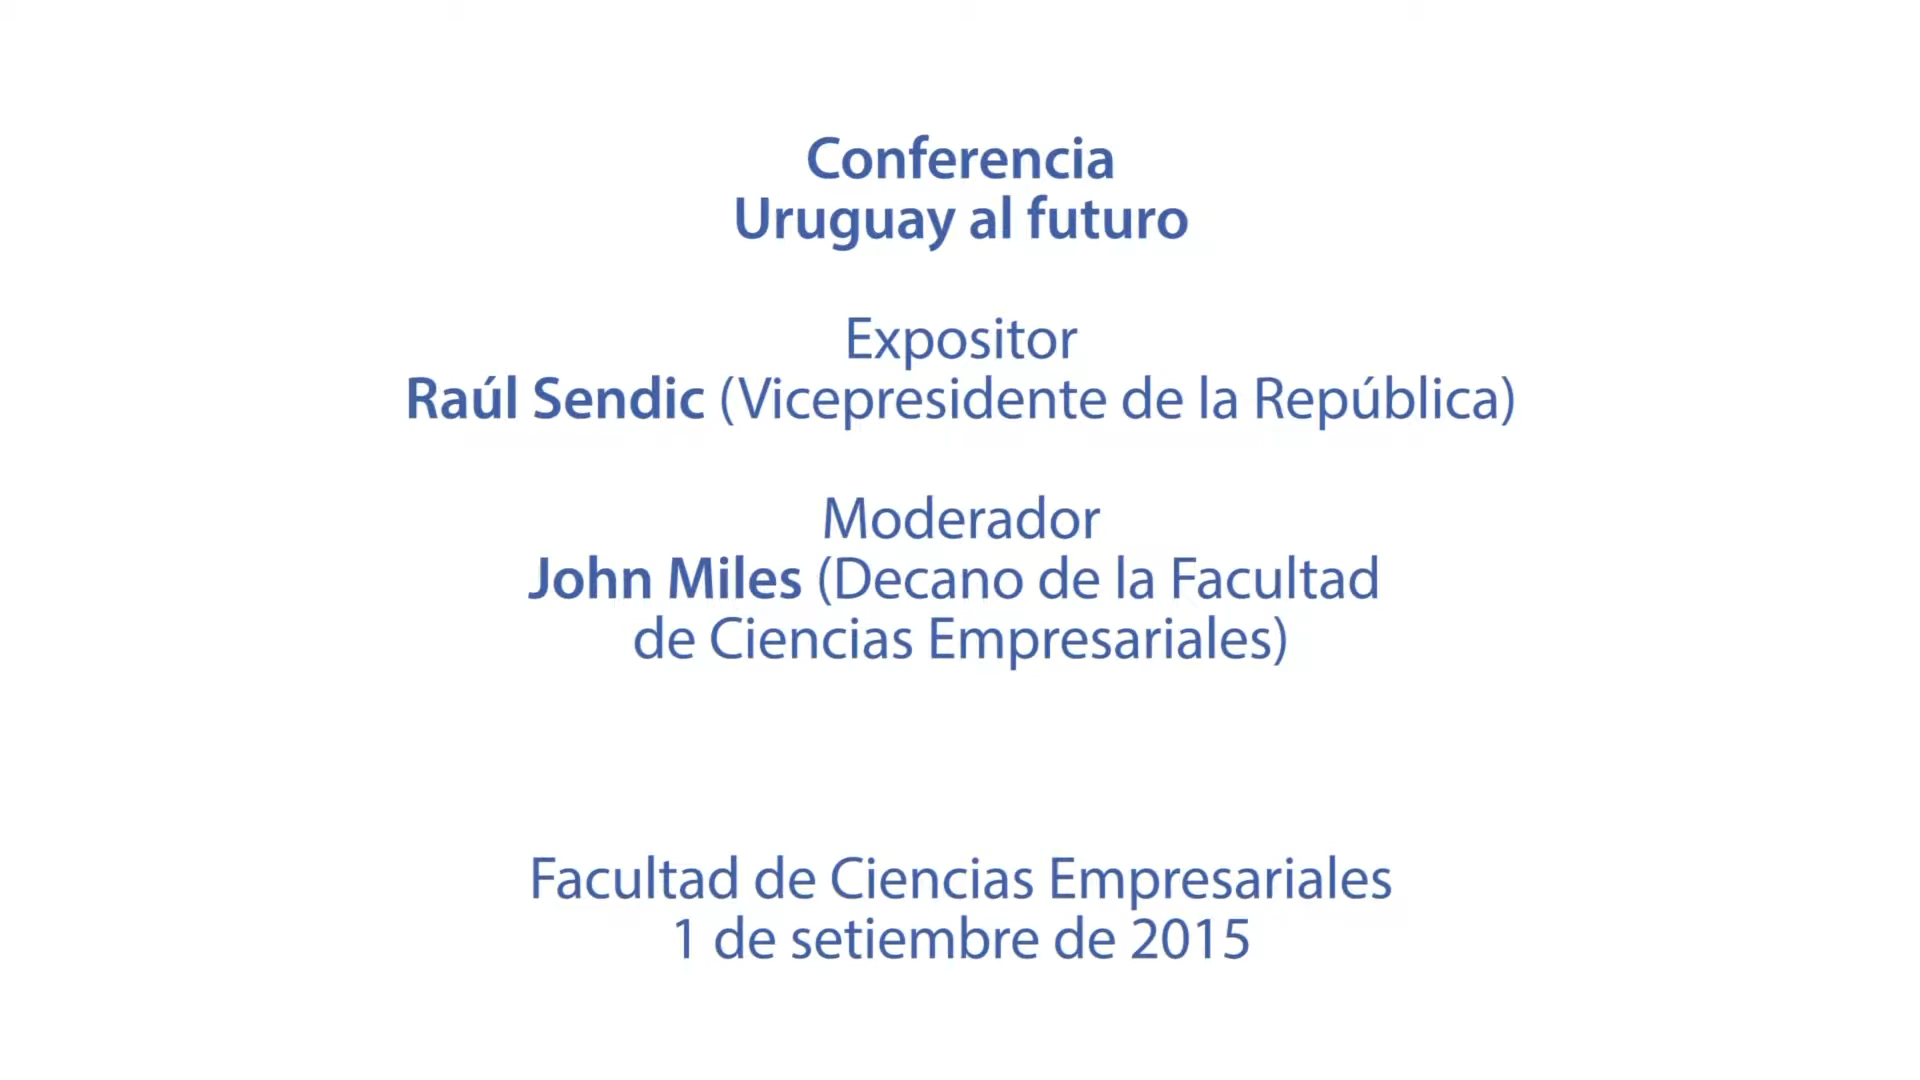 Conferencia
Uruguay al futuro
Expositor
Raúl Sendic (Vicepresidente de la República)
Moderador
John Miles (Decano de la Facultad
de Ciencias Empresariales)
Facultad de Ciencias Empresariales
1 de setiembre de 2015